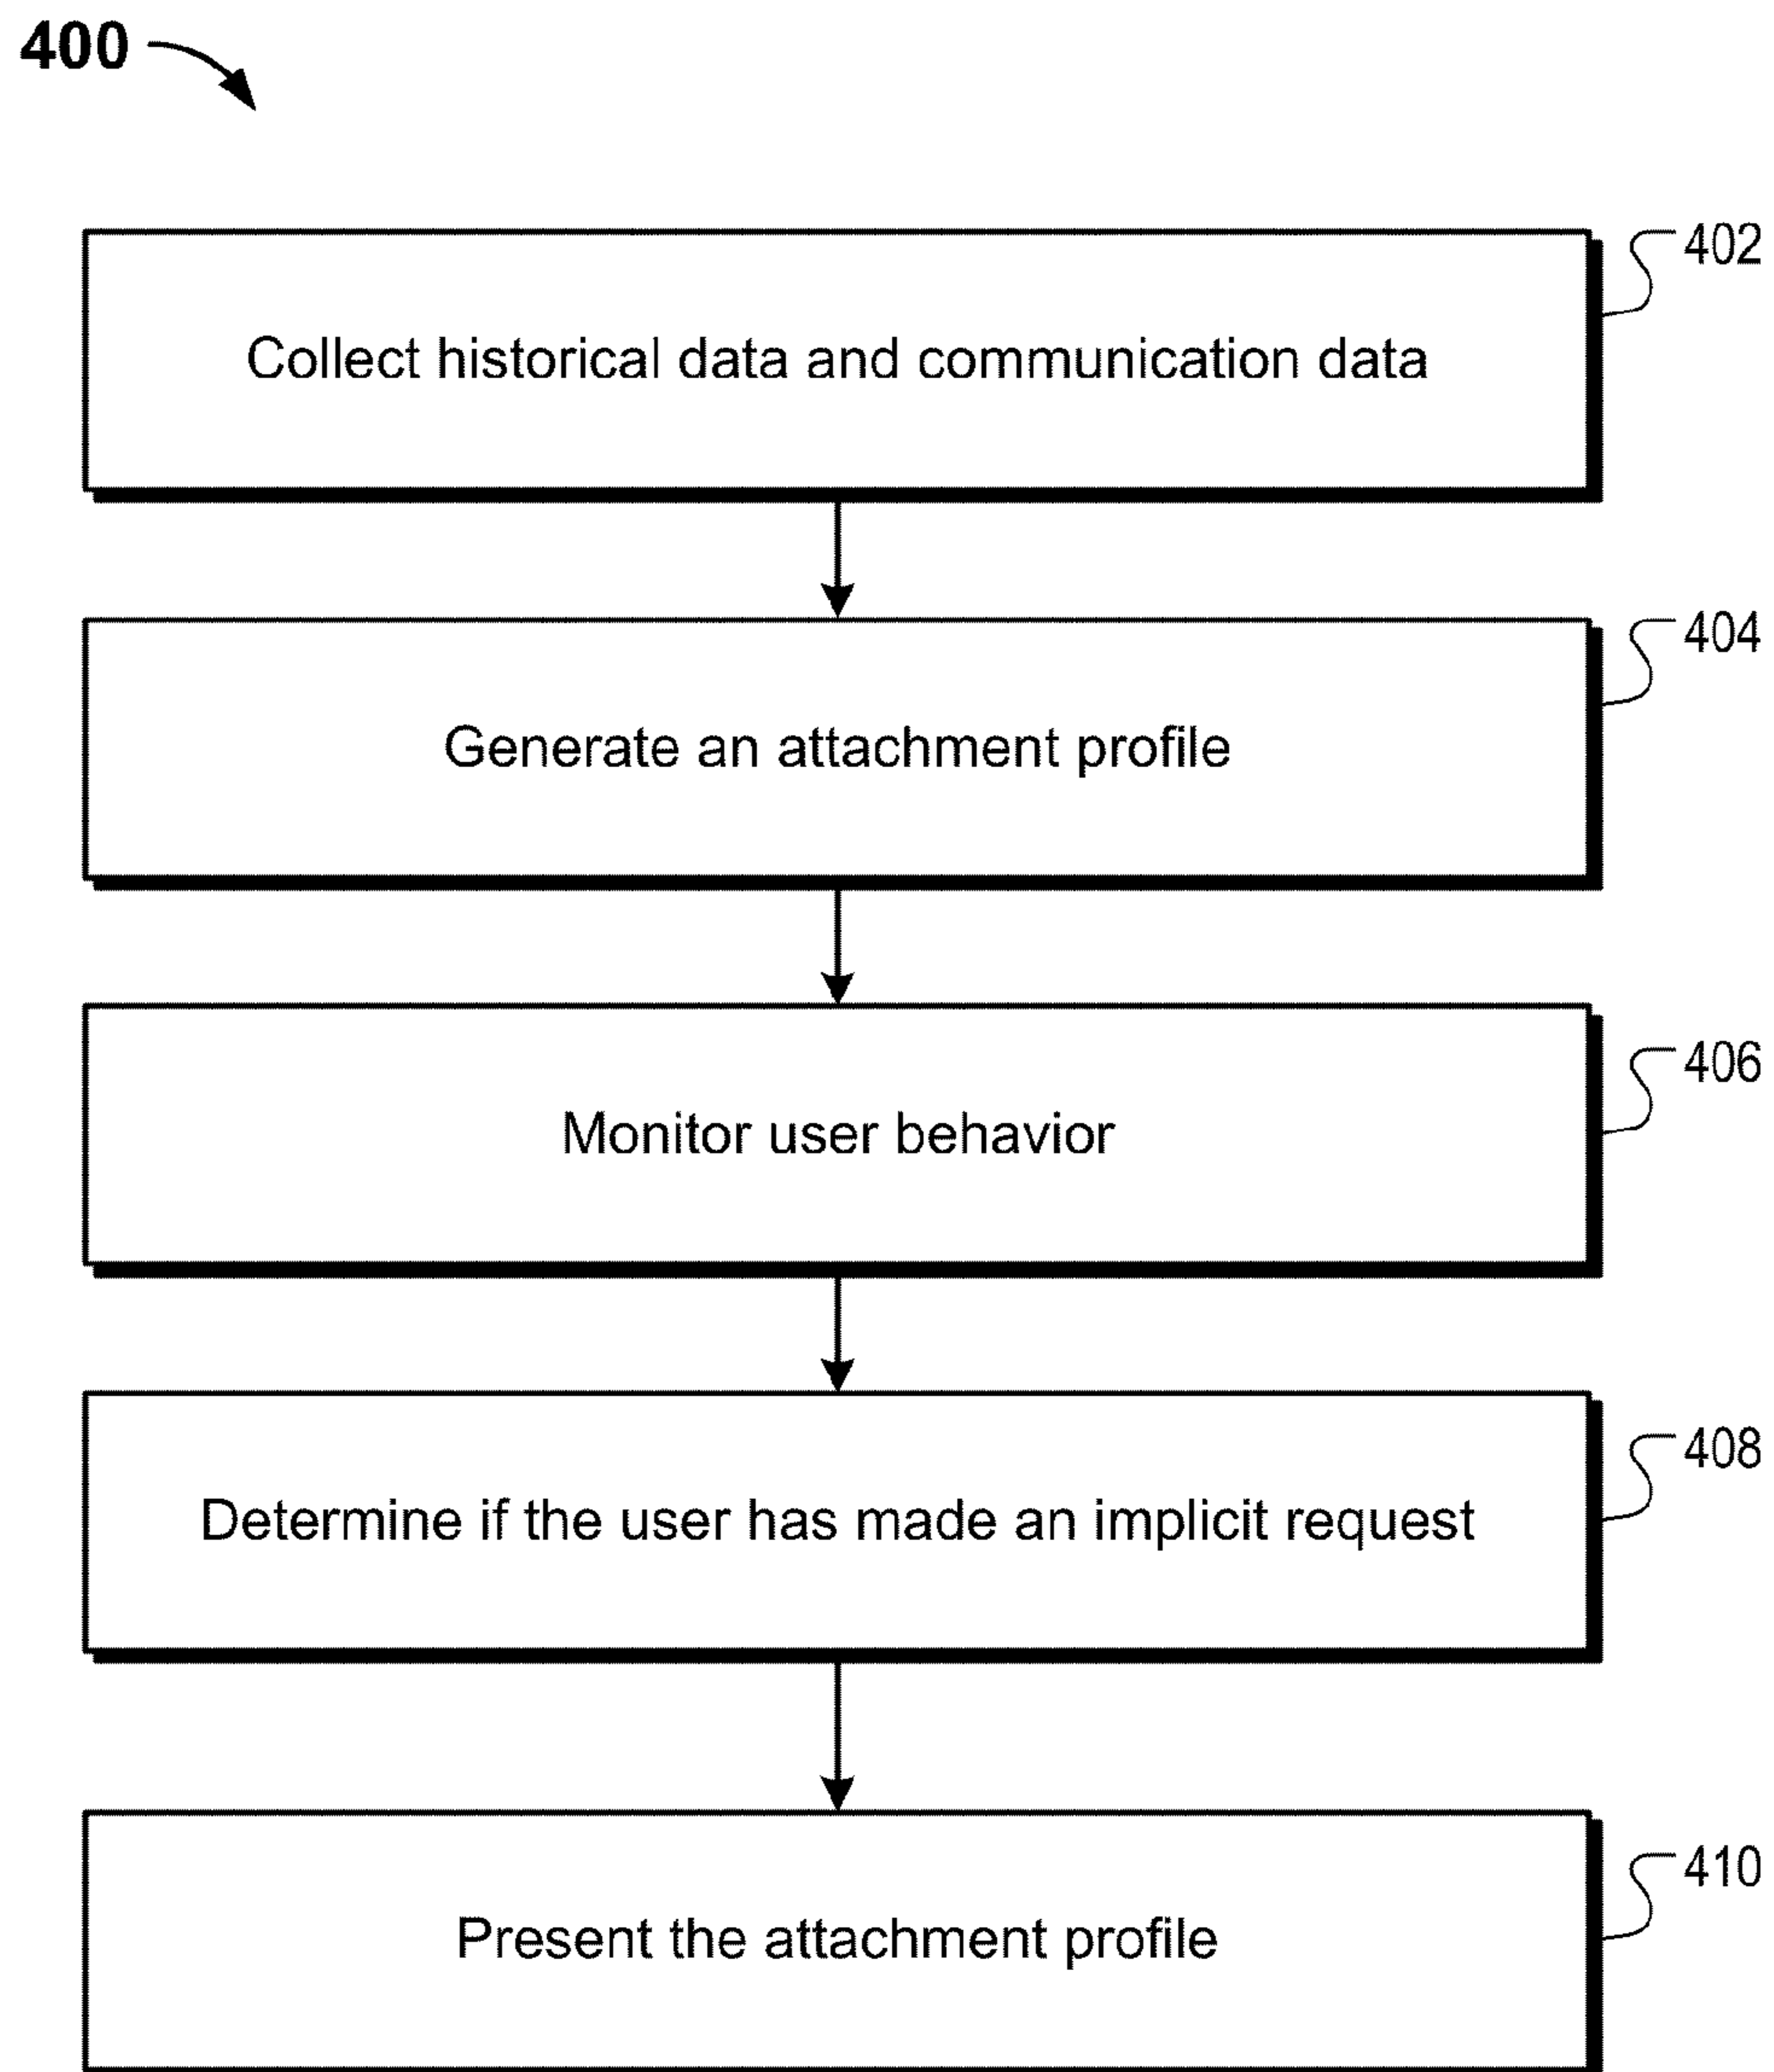 400
402
Collect historical data and communication data
404
Generate an attachment profile
406
Monitor user behavior
408
Determine if the user has made an implicit request
410
Present the attachment profile